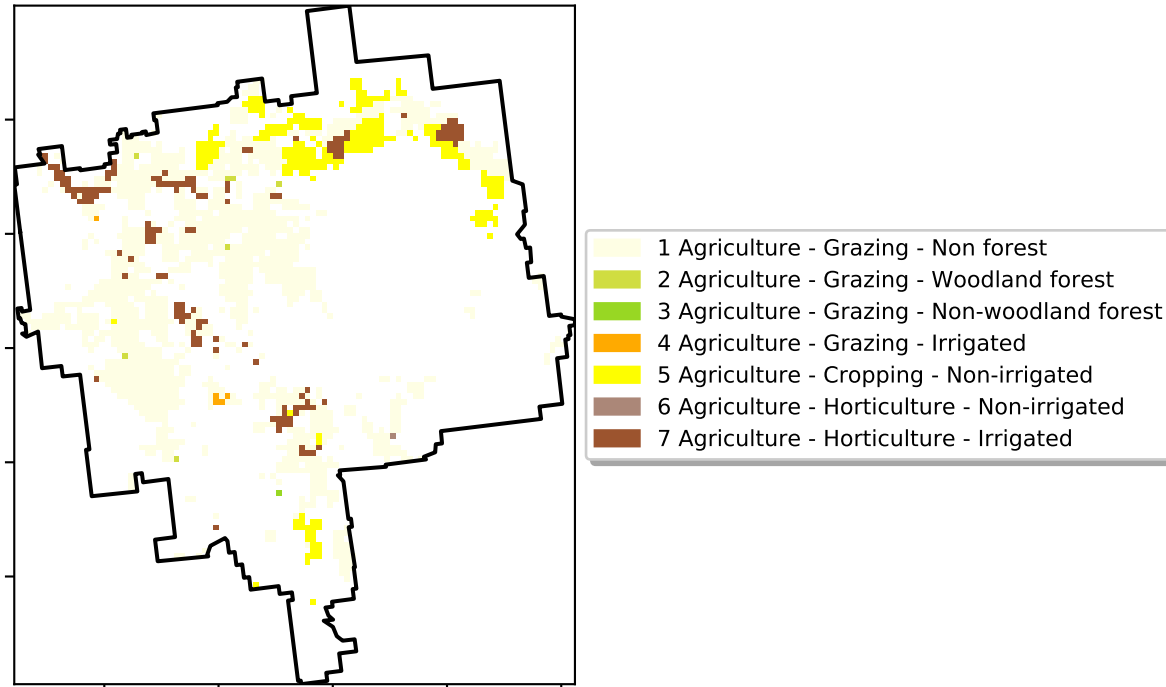 1 Agriculture - Grazing - Non forest
2 Agriculture - Grazing - Woodland forest
3 Agriculture - Grazing - Non-woodland forest
4 Agriculture - Grazing - Irrigated
5 Agriculture - Cropping - Non-irrigated
6 Agriculture - Horticulture - Non-irrigated
7 Agriculture - Horticulture - Irrigated